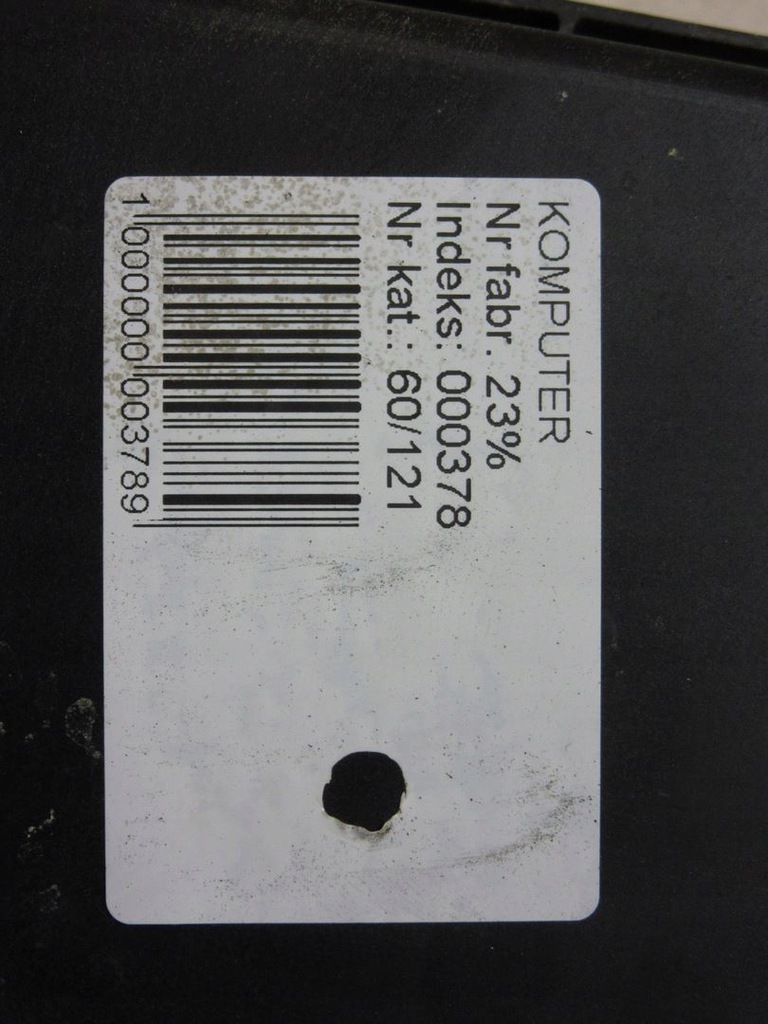 KOMPUTER
Nr fabr. 23%
Indeks: 000378
Nr kat.: 60/121
1 000000 003789